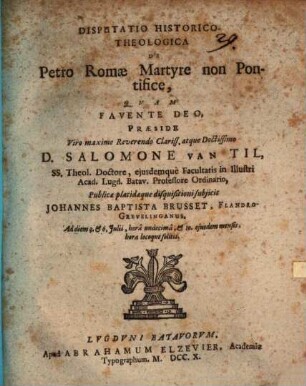 DISPUTATIO HISTORICO-
THEOLOGICA
DE
Petro Romæ Martyre non Pon-
tifice,
QUAM
FAVENTE DEO,
PRÆSIDE
Viro maxime Reverendo Clariss. atque Doctissimo
D. SALOMONE VAN TIL,
SS. Theol. Doctore, ejusdemque Facultatis in Illustri
Acad. Lugd. Batav. Professore Ordinario,
Publicæ placidæque disquisitioni subjicit
JOHANNES BAPTISTA BRUSSET, FLANDRO-
GREVELINGANUS,
Ad diem 5. & 6. Julii, horâ undecimâ, & 10. ejusdem mensis,
hora locoque solitis.
LUGDUNI BATAVORUM,
Apud ABRAHAMUM ELZEVIER, Academiæ
Typographum. M. DCC. X.